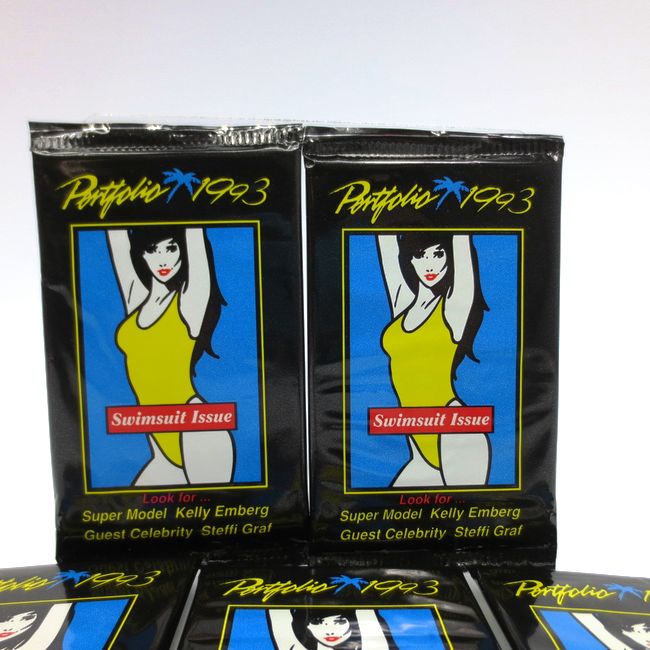 Portfolio 1993
Swimsuit Issue
Look for ...
Super Model Kelly Emberg
Guest Celebrity Steffi Graf
Portfolio 1993
Swimsuit Issue
Look for ...
Super Model Kelly Emberg
Guest Celebrity Steffi Graf
Portfolio 1993
Portfolio 1993
Portfolio 1